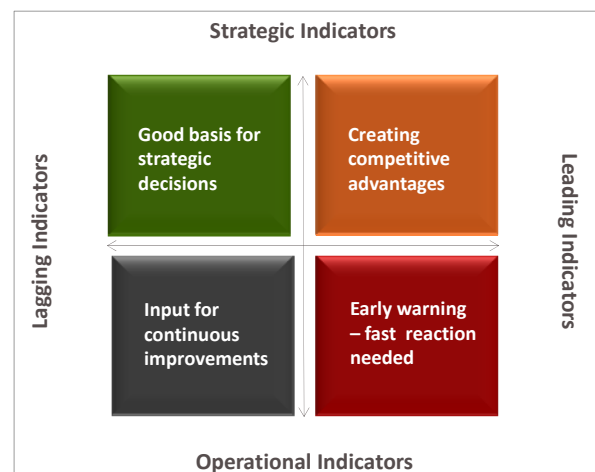 Strategic Indicators
Good basis for
strategic
decisions
Creating
competitive
advantages
Lagging Indicators
Leading Indicators
Input for
continuous
improvements
Early warning
– fast reaction
needed
Operational Indicators